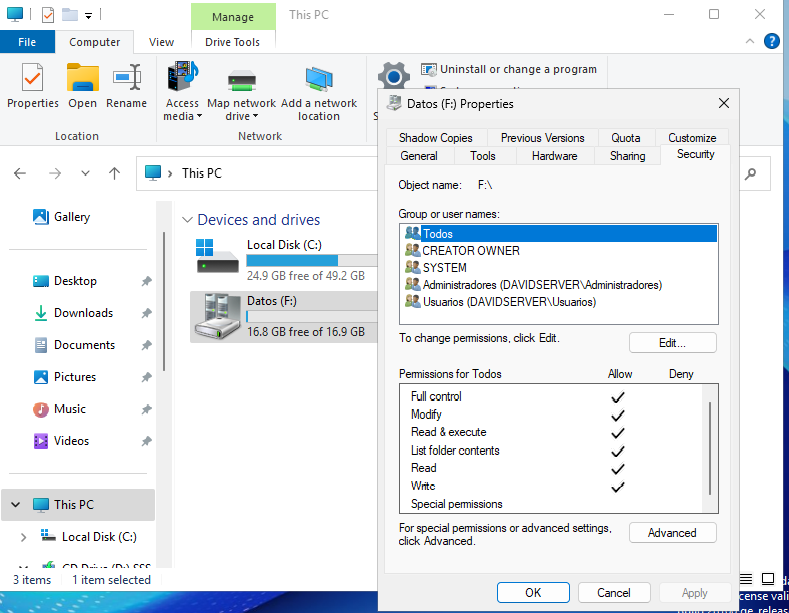 Manage
This PC
File
Computer
View
Drive Tools
Properties
Open
Rename
Access media
Map network drive
Add a network location
Uninstall or change a program
Location
Network
This PC
Gallery
Desktop
Downloads
Documents
Pictures
Music
Videos
This PC
Local Disk (C:)
3 items
1 item selected
Devices and drives
Local Disk (C:)
24.9 GB free of 49.2 GB
Datos (F:)
16.8 GB free of 16.9 GB
Datos (F:) Properties
Shadow Copies
Previous Versions
Quota
Customize
General
Tools
Hardware
Sharing
Security
Object name: F:\
Group or user names:
Todos
CREATOR OWNER
SYSTEM
Administradores (DAVIDSERVER\Administradores)
Usuarios (DAVIDSERVER\Usuarios)
To change permissions, click Edit.
Edit...
Permissions for Todos Allow Deny
Full control
Modify
Read & execute
List folder contents
Read
Write
Special permissions
For special permissions or advanced settings,
click Advanced.
Advanced
OK
Cancel
Apply